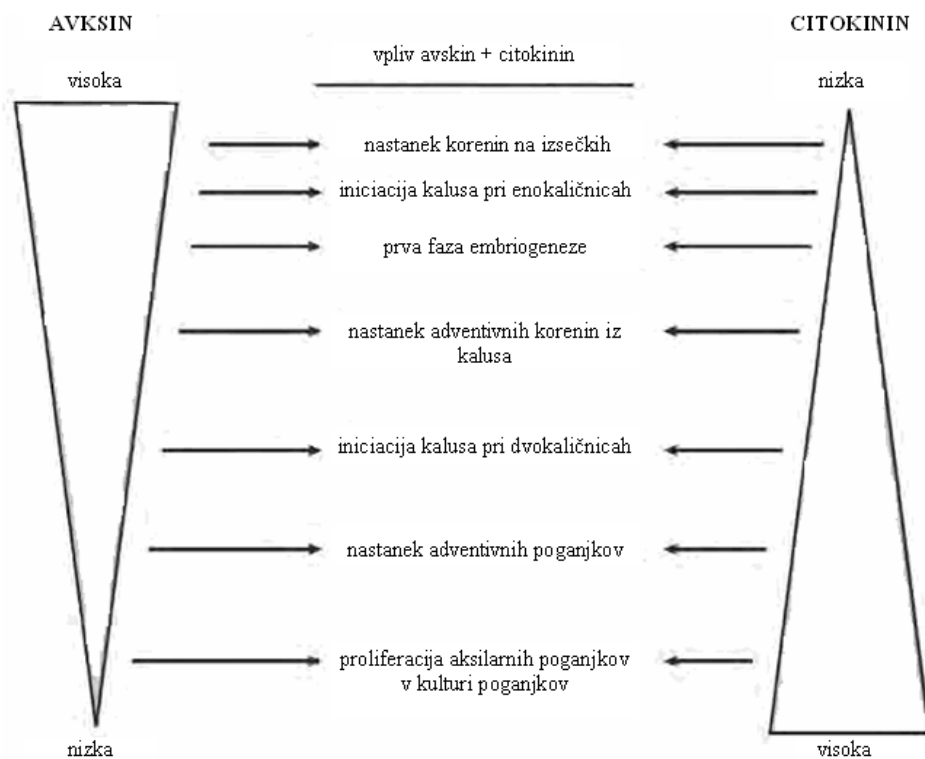 AVKSIN
CITOKININ
vpliv avskin + citokinin
visoka
nizka
nastanek korenin na izsečkih
iniciacija kalusa pri enokaličnicah
prva faza embriogeneze
nastanek adventivnih korenin iz
kalusa
iniciacija kalusa pri dvokaličnicah
nastanek adventivnih poganjkov
proliferacija aksilarnih poganjkov
v kulturi poganjkov
nizka
visoka